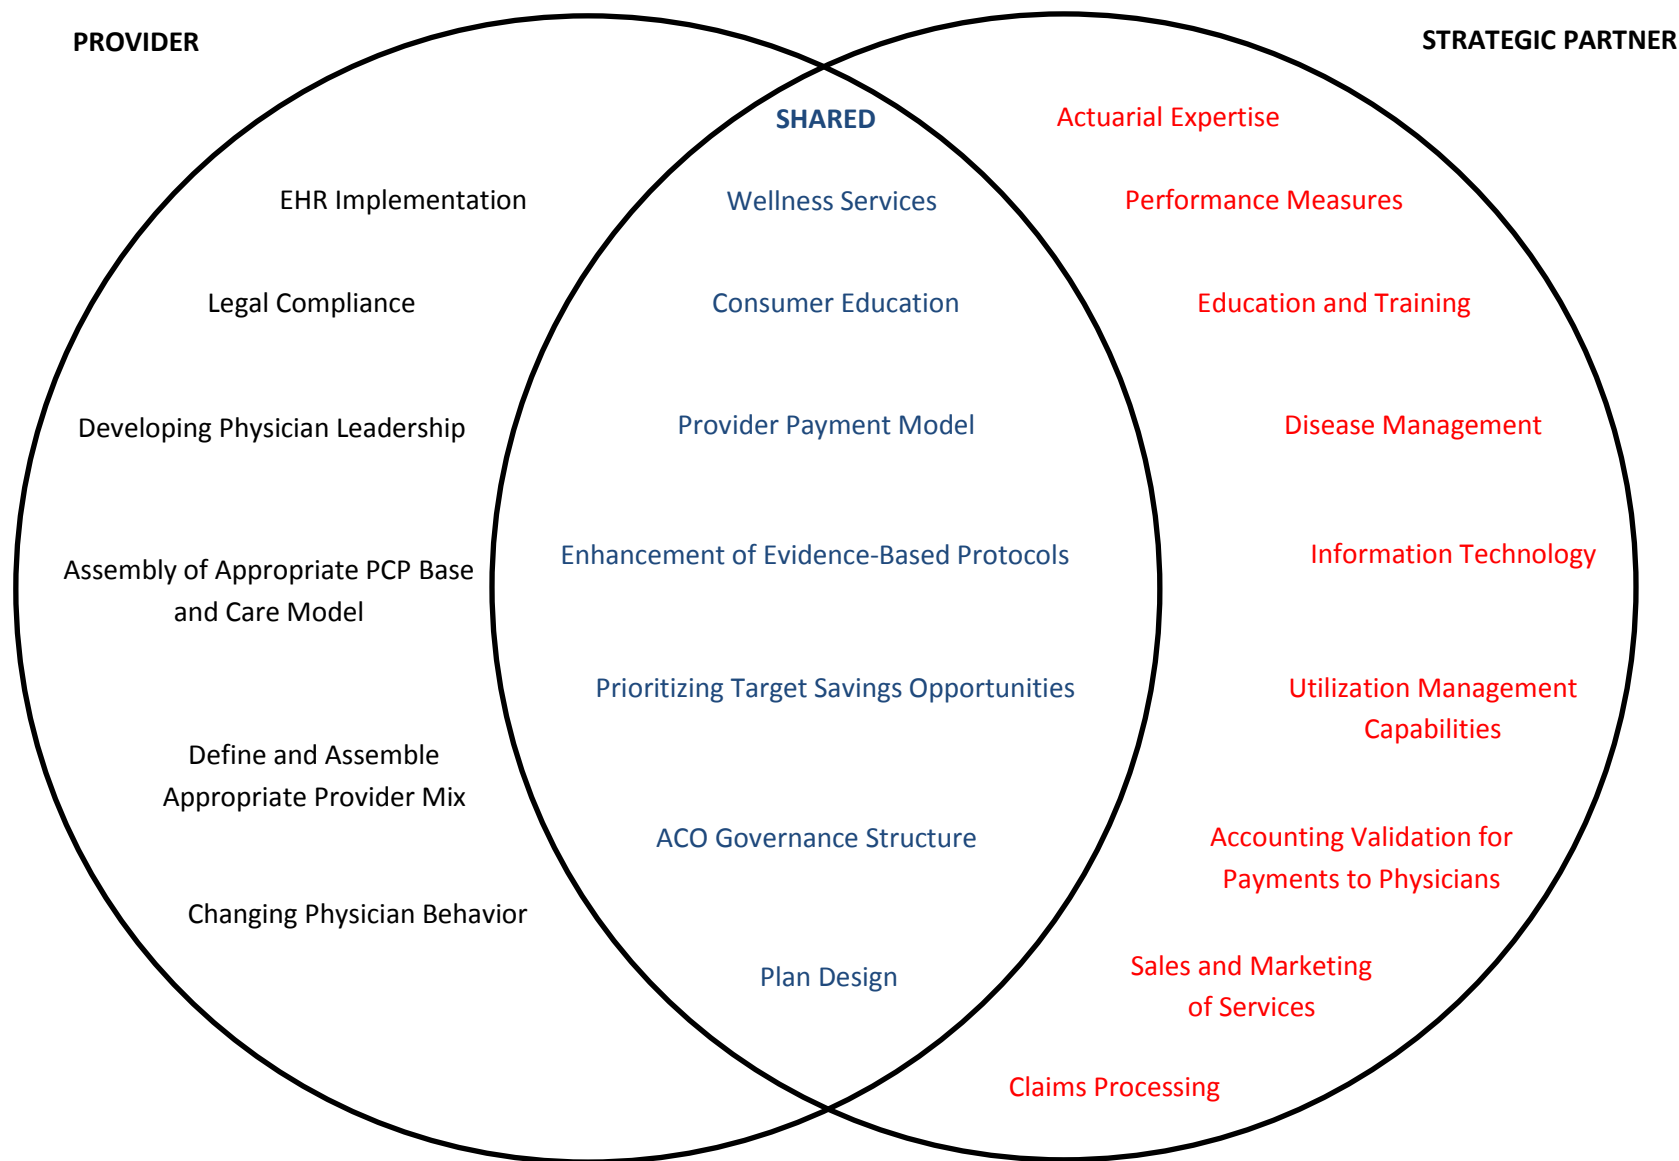 PROVIDER
STRATEGIC PARTNER
SHARED
EHR Implementation
Legal Compliance
Developing Physician Leadership
Assembly of Appropriate PCP Base
and Care Model
Define and Assemble
Appropriate Provider Mix
Changing Physician Behavior
Wellness Services
Consumer Education
Provider Payment Model
Enhancement of Evidence-Based Protocols
Prioritizing Target Savings Opportunities
ACO Governance Structure
Plan Design
Actuarial Expertise
Performance Measures
Education and Training
Disease Management
Information Technology
Utilization Management
Capabilities
Accounting Validation for
Payments to Physicians
Sales and Marketing
of Services
Claims Processing